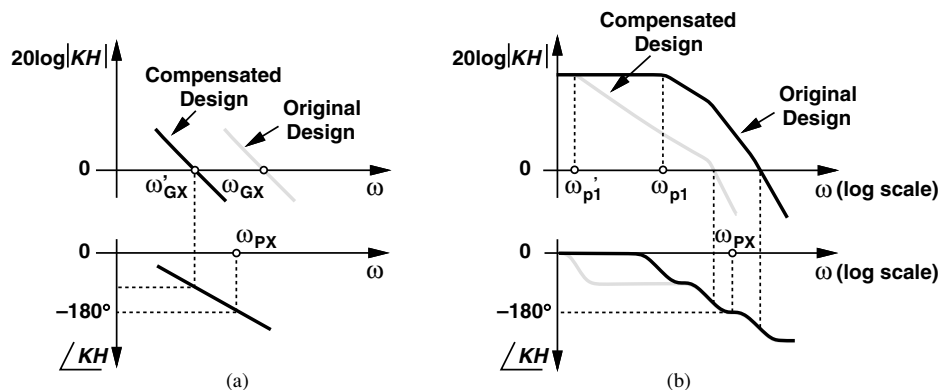 20log|KH|
Compensated
Design
Original
Design
0
ω'GX
ωGX
ω
ωPX
0
ω
−180°
∠KH
(a)
Compensated
Design
20log|KH|
Original
Design
0
ωp1'
ωp1
ω (log scale)
ωPX
0
ω (log scale)
−180°
∠KH
(b)